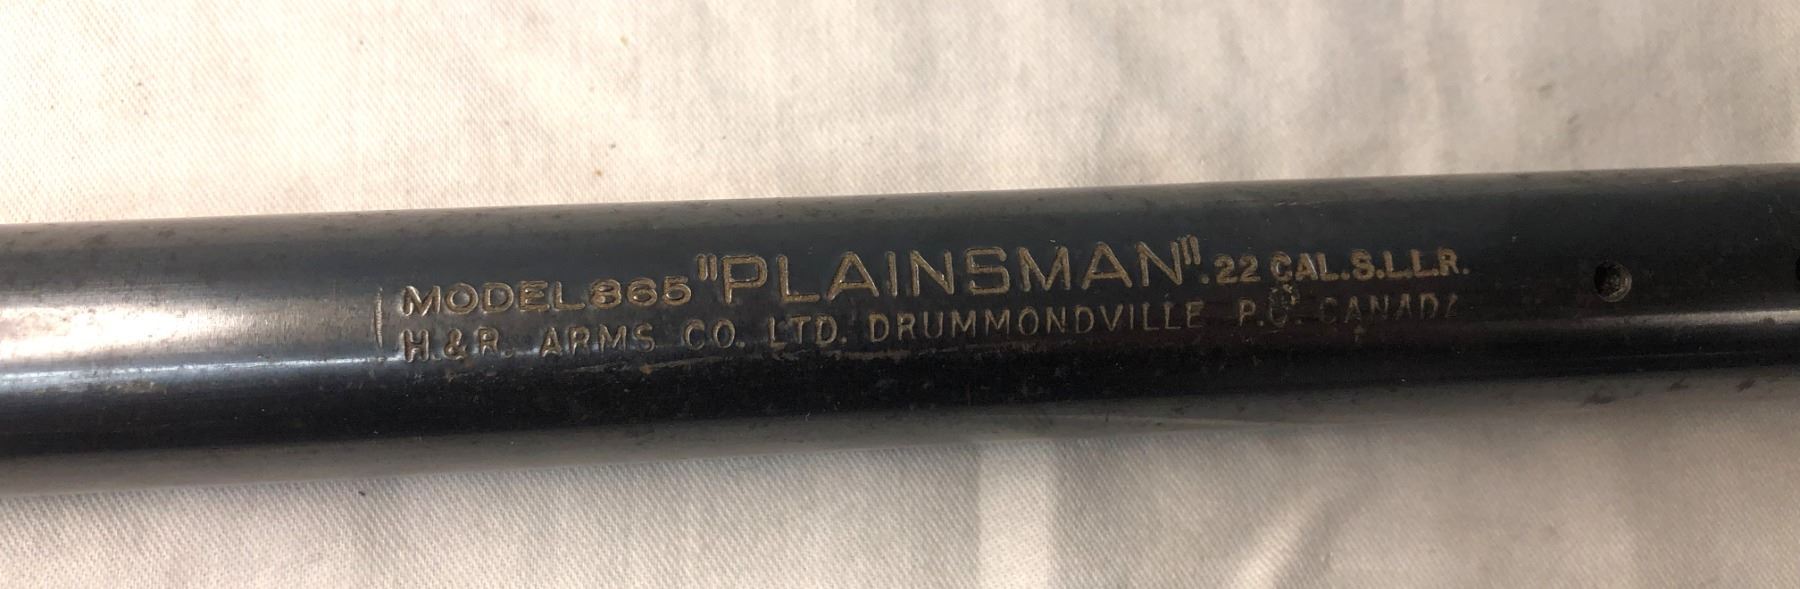 MODEL 865 "PLAINSMAN" .22 CAL.S.L.L.R.
H.&R. ARMS CO. LTD. DRUMMONDVILLE P.Q. CANADA